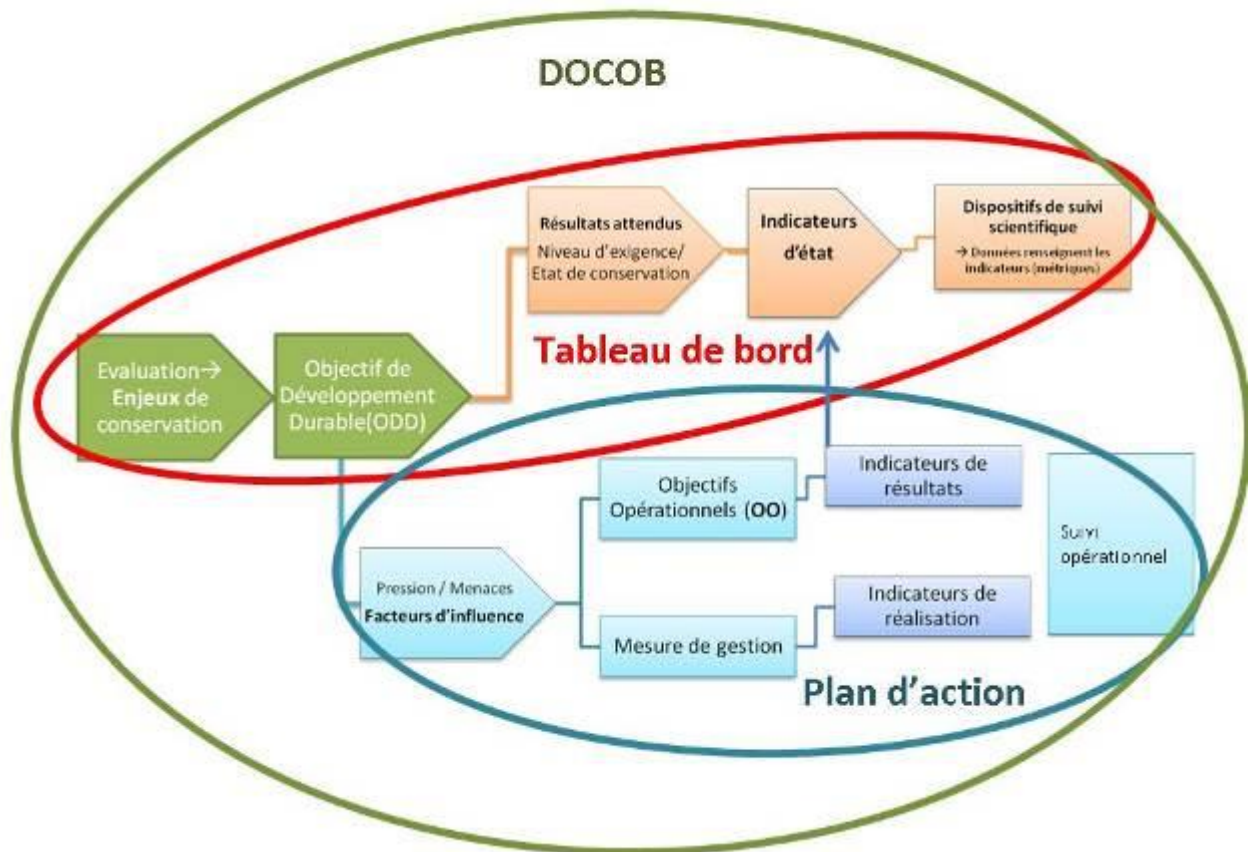 DOCOB
Résultats attendus
Niveau d'exigence/
Etat de conservation
Indicateurs
d'état
Dispositifs de suivi
scientifique
→ Données renseignent les
indicateurs (métriques)
Tableau de bord
Evaluation→
Enjeux de
conservation
Objectif de
Développement
Durable(ODD)
Objectifs
Opérationnels (OO)
Indicateurs de
résultats
Suivi
opérationnel
Pression / Menaces
Facteurs d'influence
Mesure de gestion
Indicateurs de
réalisation
Plan d'action